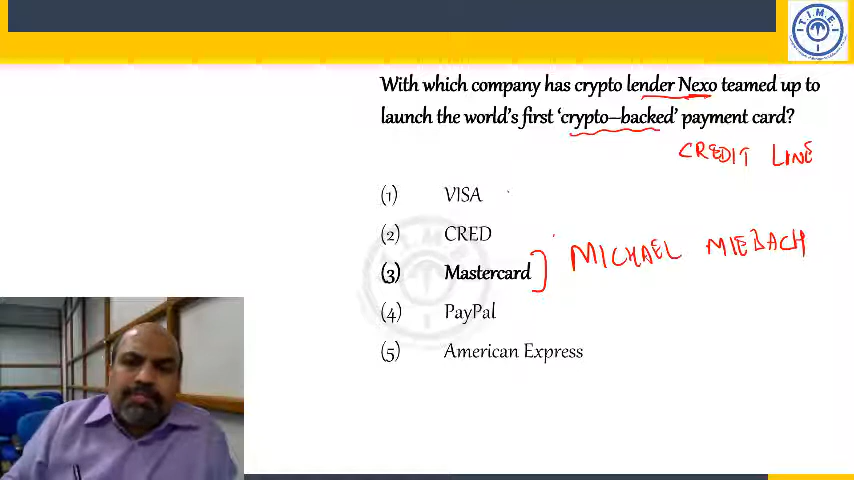 T.I.M.E.
With which company has crypto lender Nexo teamed up to
launch the world's first 'crypto–backed' payment card?
CREDIT LINE
(1) VISA
(2) CRED
(3) Mastercard
MICHAEL MIEBACH
(4) PayPal
(5) American Express